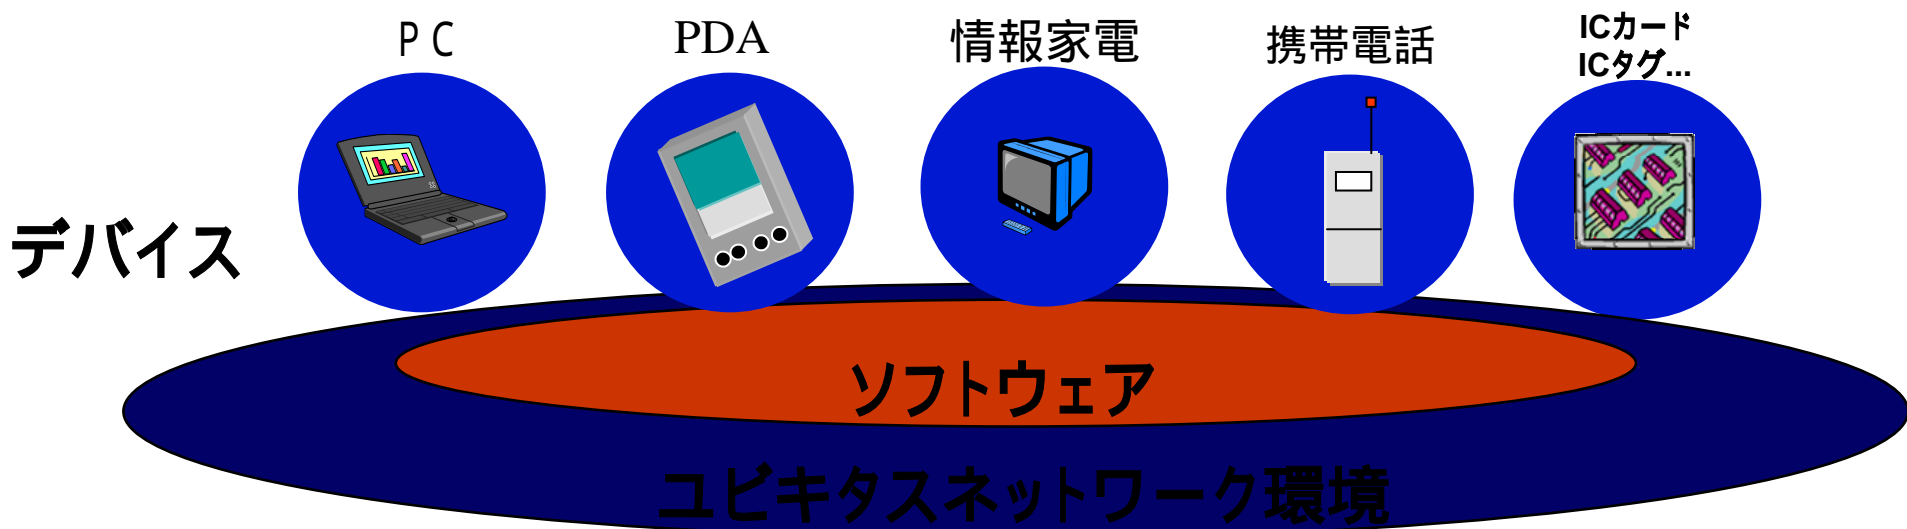 PC
PDA
情報家電
携帯電話
ICカード
ICタグ...
デバイス
ソフトウェア
ユビキタスネットワーク環境